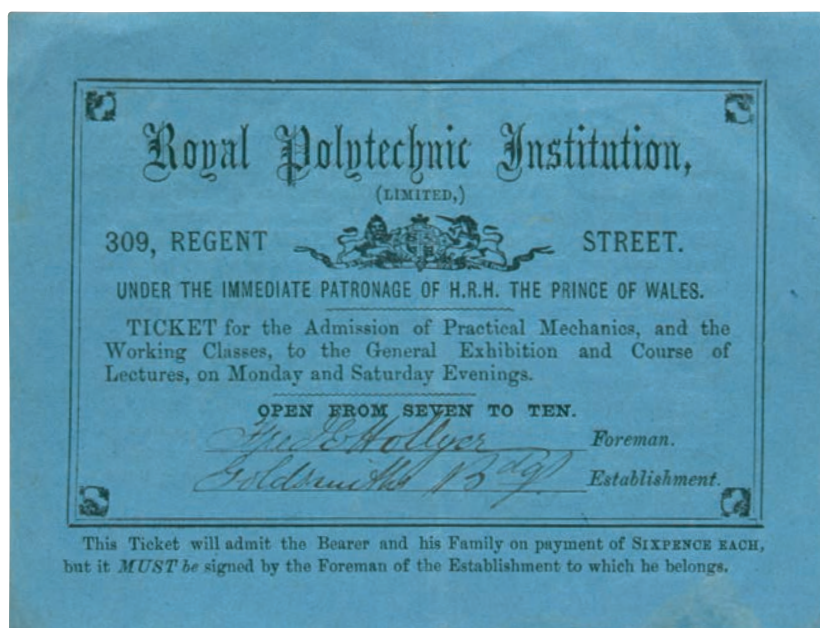 Royal Polytechnic Institution,
(LIMITED,)
309, REGENT STREET.
UNDER THE IMMEDIATE PATRONAGE OF H.R.H. THE PRINCE OF WALES.
TICKET for the Admission of Practical Mechanics, and the
Working Classes, to the General Exhibition and Course of
Lectures, on Monday and Saturday Evenings.
OPEN FROM SEVEN TO TEN.
Fred E Hollyer Foreman.
Goldsmiths Bdgs Establishment.
This Ticket will admit the Bearer and his Family on payment of SIXPENCE EACH,
but it MUST be signed by the Foreman of the Establishment to which he belongs.